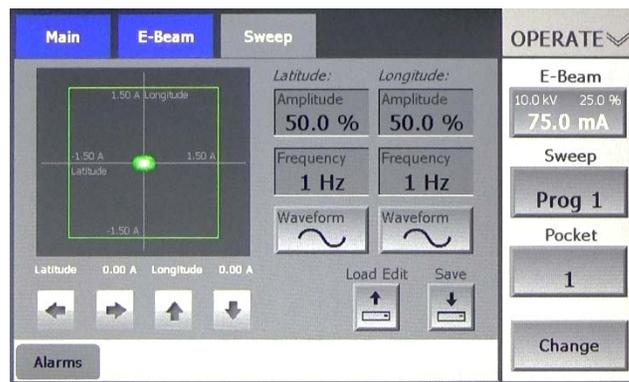 Main E-Beam Sweep
OPERATE
Latitude: Longitude:
1.50 A Longitude
-1.50 A 1.50 A
Latitude
-1.50 A
Amplitude Amplitude
50.0 % 50.0 %
Frequency Frequency
1 Hz 1 Hz
Waveform Waveform
Latitude 0.00 A Longitude 0.00 A
Load Edit Save
Alarms
E-Beam
10.0 kV 25.0 %
75.0 mA
Sweep
Prog 1
Pocket
1
Change